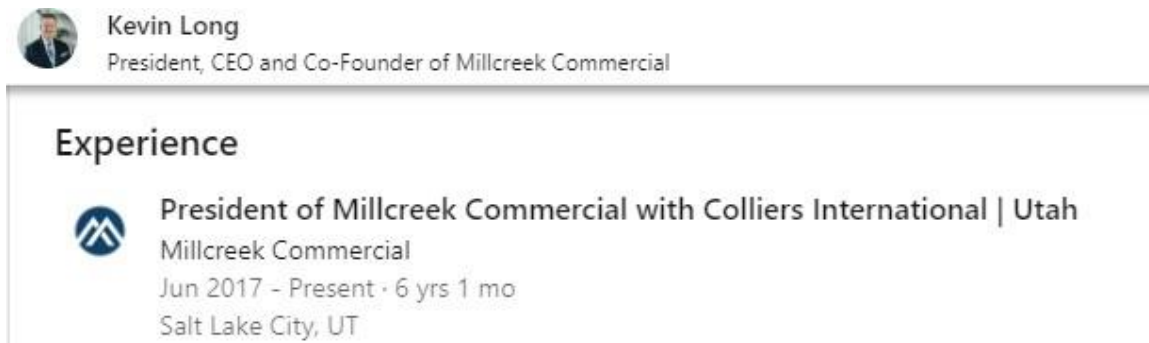 Kevin Long
President, CEO and Co-Founder of Millcreek Commercial
Experience
President of Millcreek Commercial with Colliers International | Utah
Millcreek Commercial
Jun 2017 - Present · 6 yrs 1 mo
Salt Lake City, UT